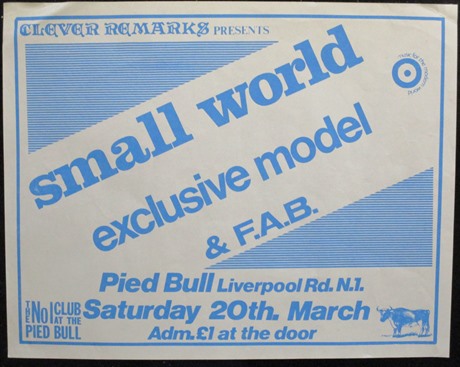 CLEVER REMARKS PRESENTS
small world
exclusive model
& F.A.B.
Pied Bull Liverpool Rd. N.1.
THE No1 CLUB
AT THE
PIED BULL
Saturday 20th. March
Adm.£1 at the door